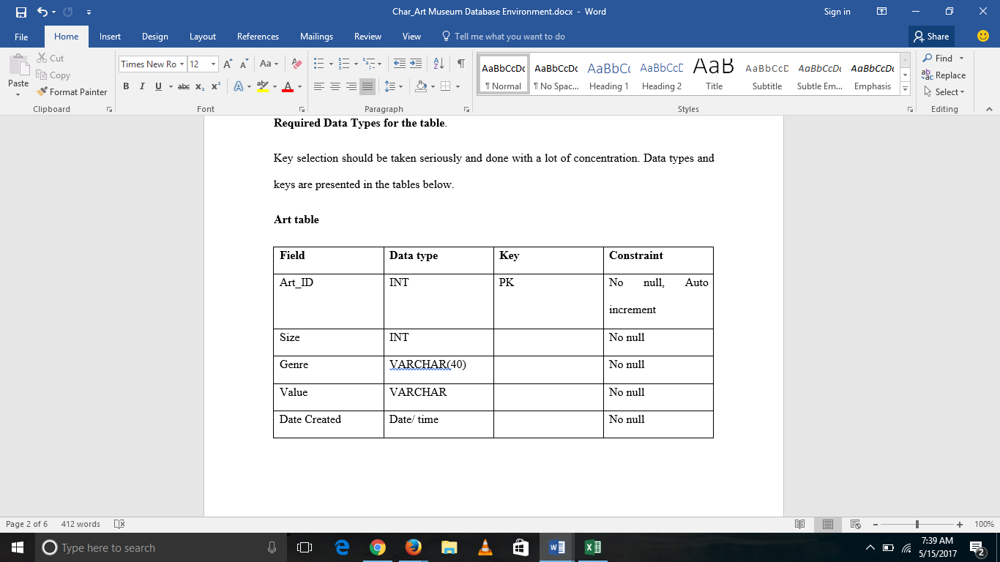 Char_Art Museum Database Environment.docx - Word
Sign in
File
Home
Insert
Design
Layout
References
Mailings
Review
View
Tell me what you want to do
Share
Paste
Cut
Copy
Format Painter
Clipboard
Times New Ro
12
Aa
B I U abc x₂ x²
Font
Paragraph
AaBbCcDc
¶ Normal
AaBbCcDc
¶ No Spac...
AaBbCc
Heading 1
AaBbCcD
Heading 2
AaB
Title
AaBbCcD
Subtitle
AaBbCcDc
Subtle Em...
AaBbCcDc
Emphasis
Styles
Find
Replace
Select
Editing
Required Data Types for the table.
Key selection should be taken seriously and done with a lot of concentration. Data types and
keys are presented in the tables below.
Art table
Field Data type Key Constraint
Art_ID INT PK No null, Auto
increment
Size INT No null
Genre VARCHAR(40) No null
Value VARCHAR No null
Date Created Date/ time No null
Page 2 of 6 412 words
100%
Type here to search
7:39 AM
5/15/2017
2